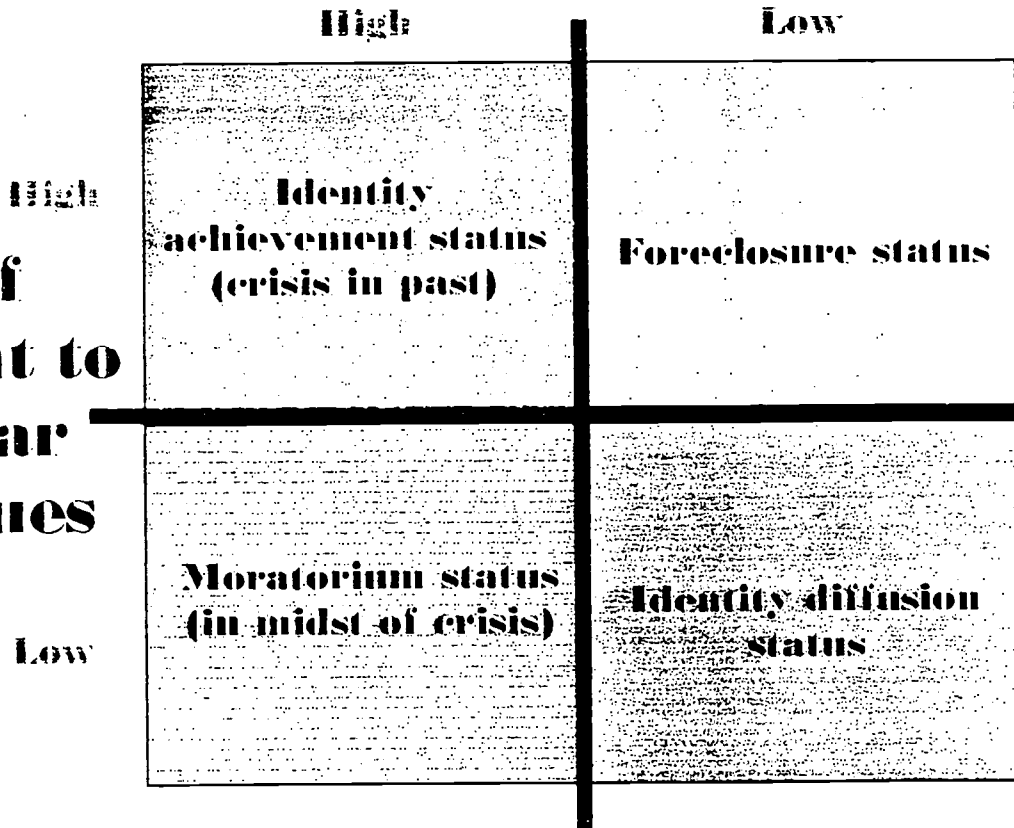 High
Low
High
Identity
achievement status
(crisis in past)
Foreclosure status
f
t to
ar
ues
Moratorium status
(in midst of crisis)
Identity diffusion
status
Low